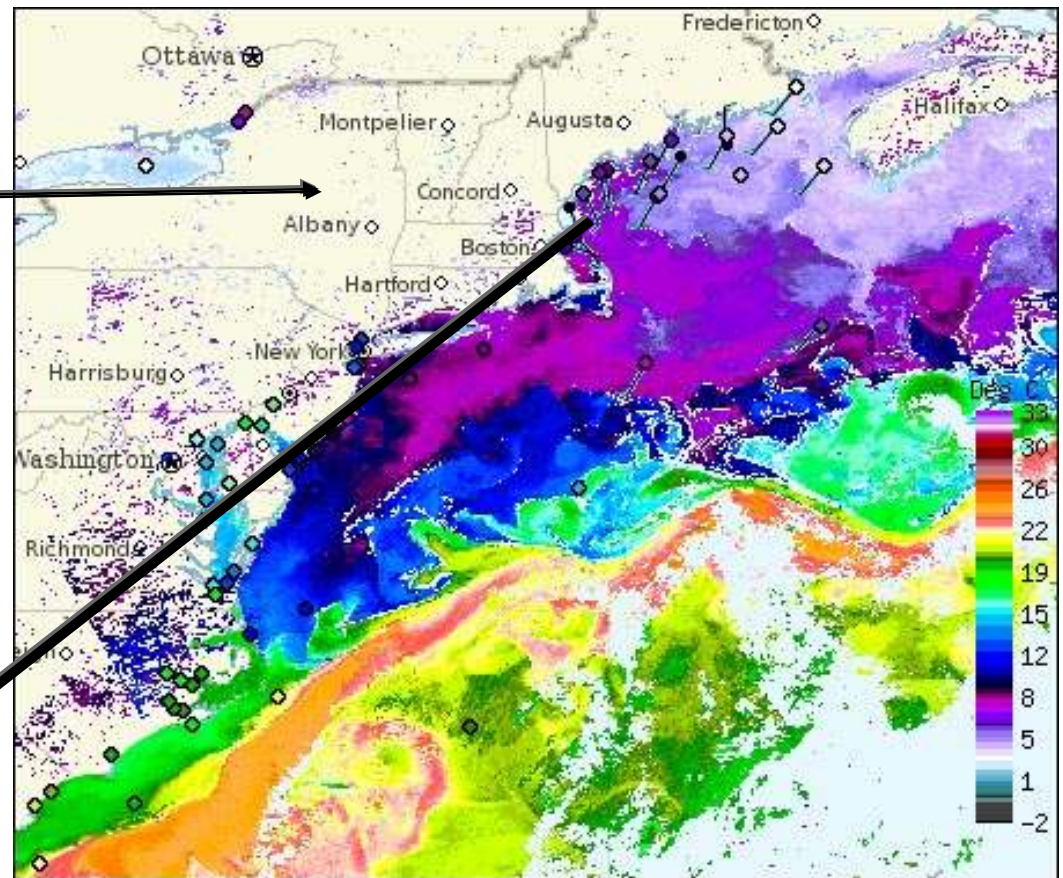 Fredericton
Ottawa
Halifax
Montpelier
Augusta
Concord
Albany
Boston
Hartford
New York
Harrisburg
Deg C
33
30
Washington
26
22
Richmond
19
15
12
eigh
8
5
1
-2